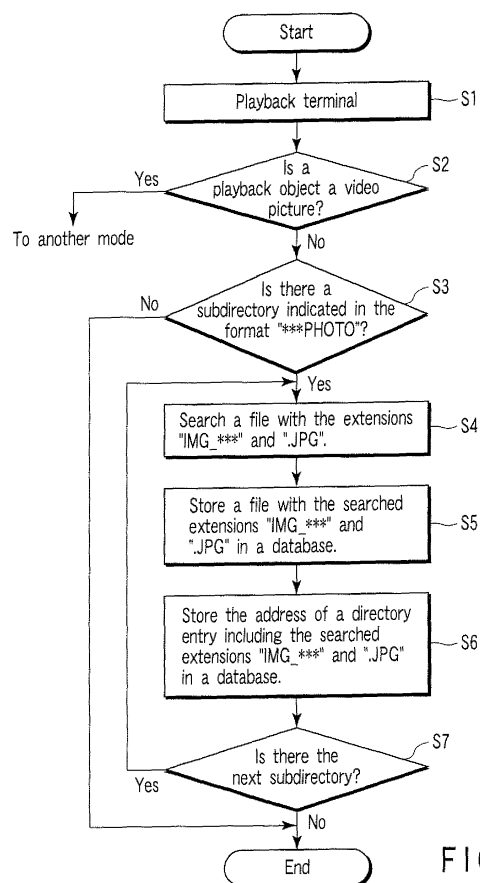 Start
Playback terminal
S1
Is a
playback object a video
picture?
S2
Yes
To another mode
No
Is there a
subdirectory indicated in the
format "***PHOTO"?
S3
No
Yes
Search a file with the extensions
"IMG_***" and ".JPG".
S4
Store a file with the searched
extensions "IMG_***" and
".JPG" in a database.
S5
Store the address of a directory
entry including the searched
extensions "IMG_***" and ".JPG"
in a database.
S6
Is there the
next subdirectory?
S7
Yes
No
End